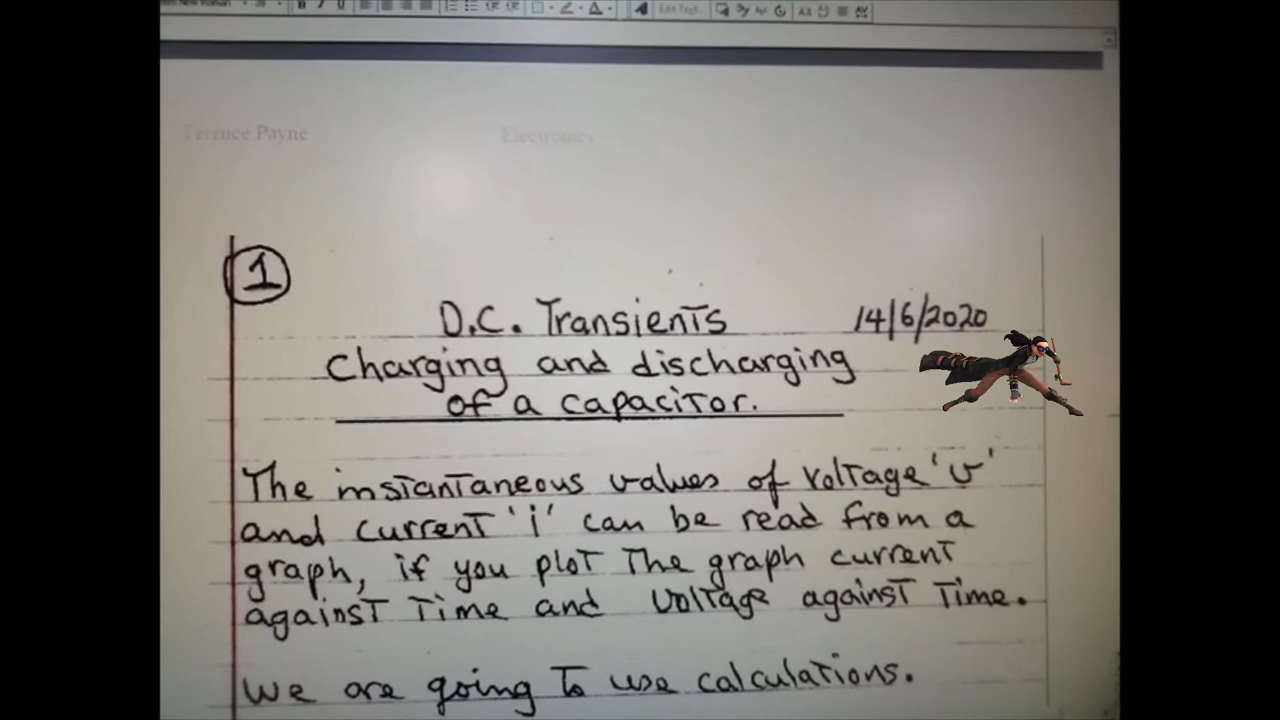 Terence Payne Electronics
1
D.C. Transients 14/6/2020
Charging and discharging
of a capacitor.
The instantaneous values of voltage 'v'
and current 'i' can be read from a
graph, if you plot the graph current
against time and voltage against time.
We are going to use calculations.